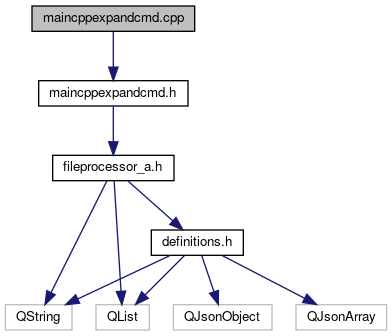 maincppexpandcmd.cpp
maincppexpandcmd.h
fileprocessor_a.h
definitions.h
QString
QList
QJsonObject
QJsonArray